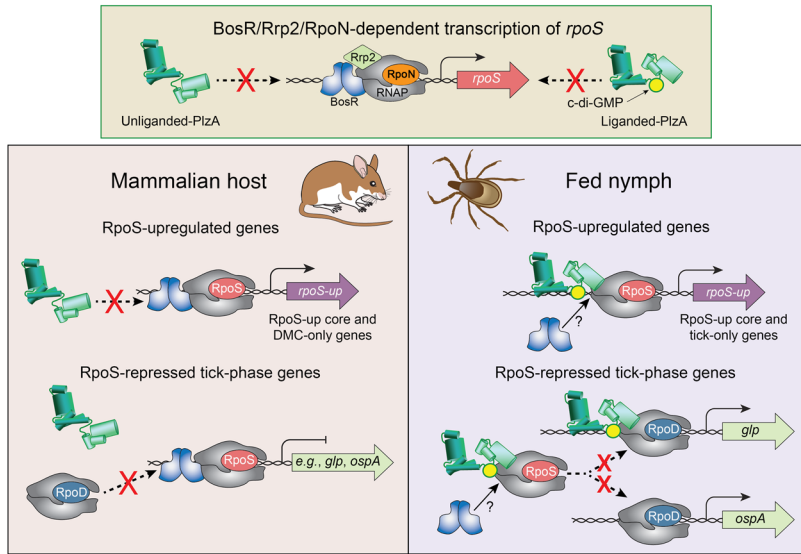 BosR/Rrp2/RpoN-dependent transcription of rpoS
Rrp2
RpoN
RNAP
BosR
rpoS
Unliganded-PlzA
X
X
c-di-GMP
Liganded-PlzA
Mammalian host
RpoS-upregulated genes
X
RpoS
rpoS-up
RpoS-up core and
DMC-only genes
RpoS-repressed tick-phase genes
RpoD
X
RpoS
e.g., glp, ospA
Fed nymph
RpoS-upregulated genes
RpoS
rpoS-up
?
RpoS-up core and
tick-only genes
RpoS-repressed tick-phase genes
RpoD
glp
RpoS
X
X
?
RpoD
ospA